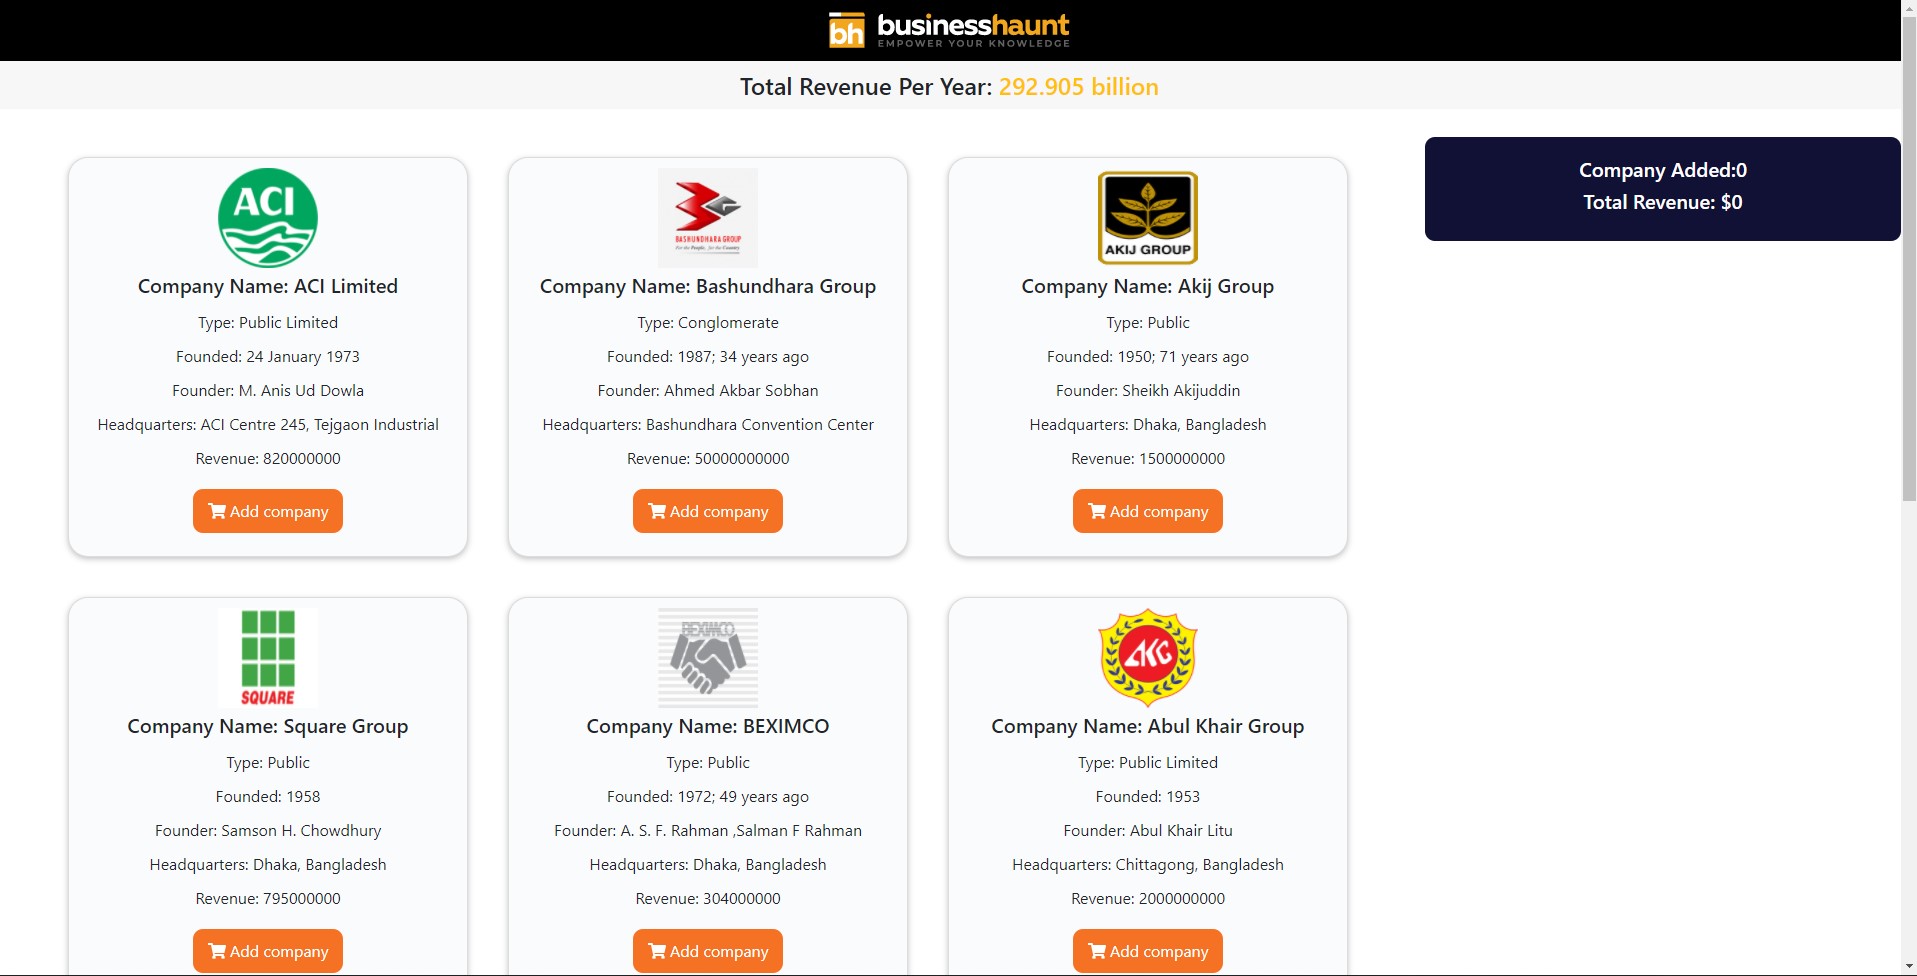 bh businesshaunt
EMPOWER YOUR KNOWLEDGE
Total Revenue Per Year: 292.905 billion
Company Added:0
Total Revenue: $0
ACI
Company Name: ACI Limited
Type: Public Limited
Founded: 24 January 1973
Founder: M. Anis Ud Dowla
Headquarters: ACI Centre 245, Tejgaon Industrial
Revenue: 820000000
Add company
BASHUNDHARA GROUP
For the People, for the Country
Company Name: Bashundhara Group
Type: Conglomerate
Founded: 1987; 34 years ago
Founder: Ahmed Akbar Sobhan
Headquarters: Bashundhara Convention Center
Revenue: 50000000000
Add company
AKIJ GROUP
Company Name: Akij Group
Type: Public
Founded: 1950; 71 years ago
Founder: Sheikh Akijuddin
Headquarters: Dhaka, Bangladesh
Revenue: 1500000000
Add company
SQUARE
Company Name: Square Group
Type: Public
Founded: 1958
Founder: Samson H. Chowdhury
Headquarters: Dhaka, Bangladesh
Revenue: 795000000
Add company
BEXIMCO
Company Name: BEXIMCO
Type: Public
Founded: 1972; 49 years ago
Founder: A. S. F. Rahman ,Salman F Rahman
Headquarters: Dhaka, Bangladesh
Revenue: 304000000
Add company
AKG
Company Name: Abul Khair Group
Type: Public Limited
Founded: 1953
Founder: Abul Khair Litu
Headquarters: Chittagong, Bangladesh
Revenue: 2000000000
Add company